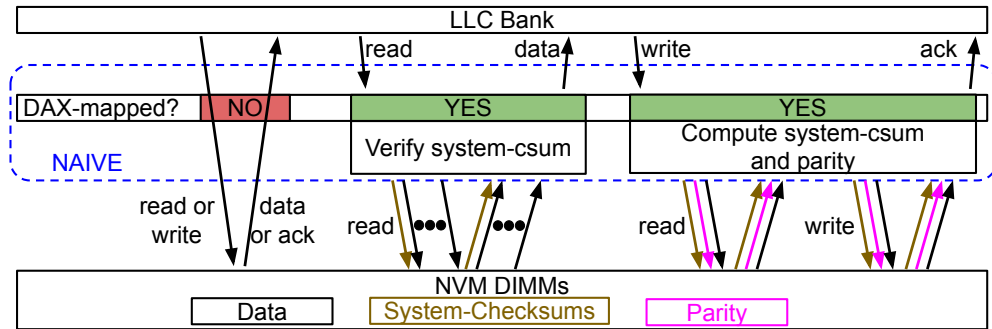 LLC Bank
read
data
write
ack
DAX-mapped?
NO
YES
YES
NAIVE
Verify system-csum
Compute system-csum
and parity
read or
write
data
or ack
read
read
write
NVM DIMMs
Data
System-Checksums
Parity